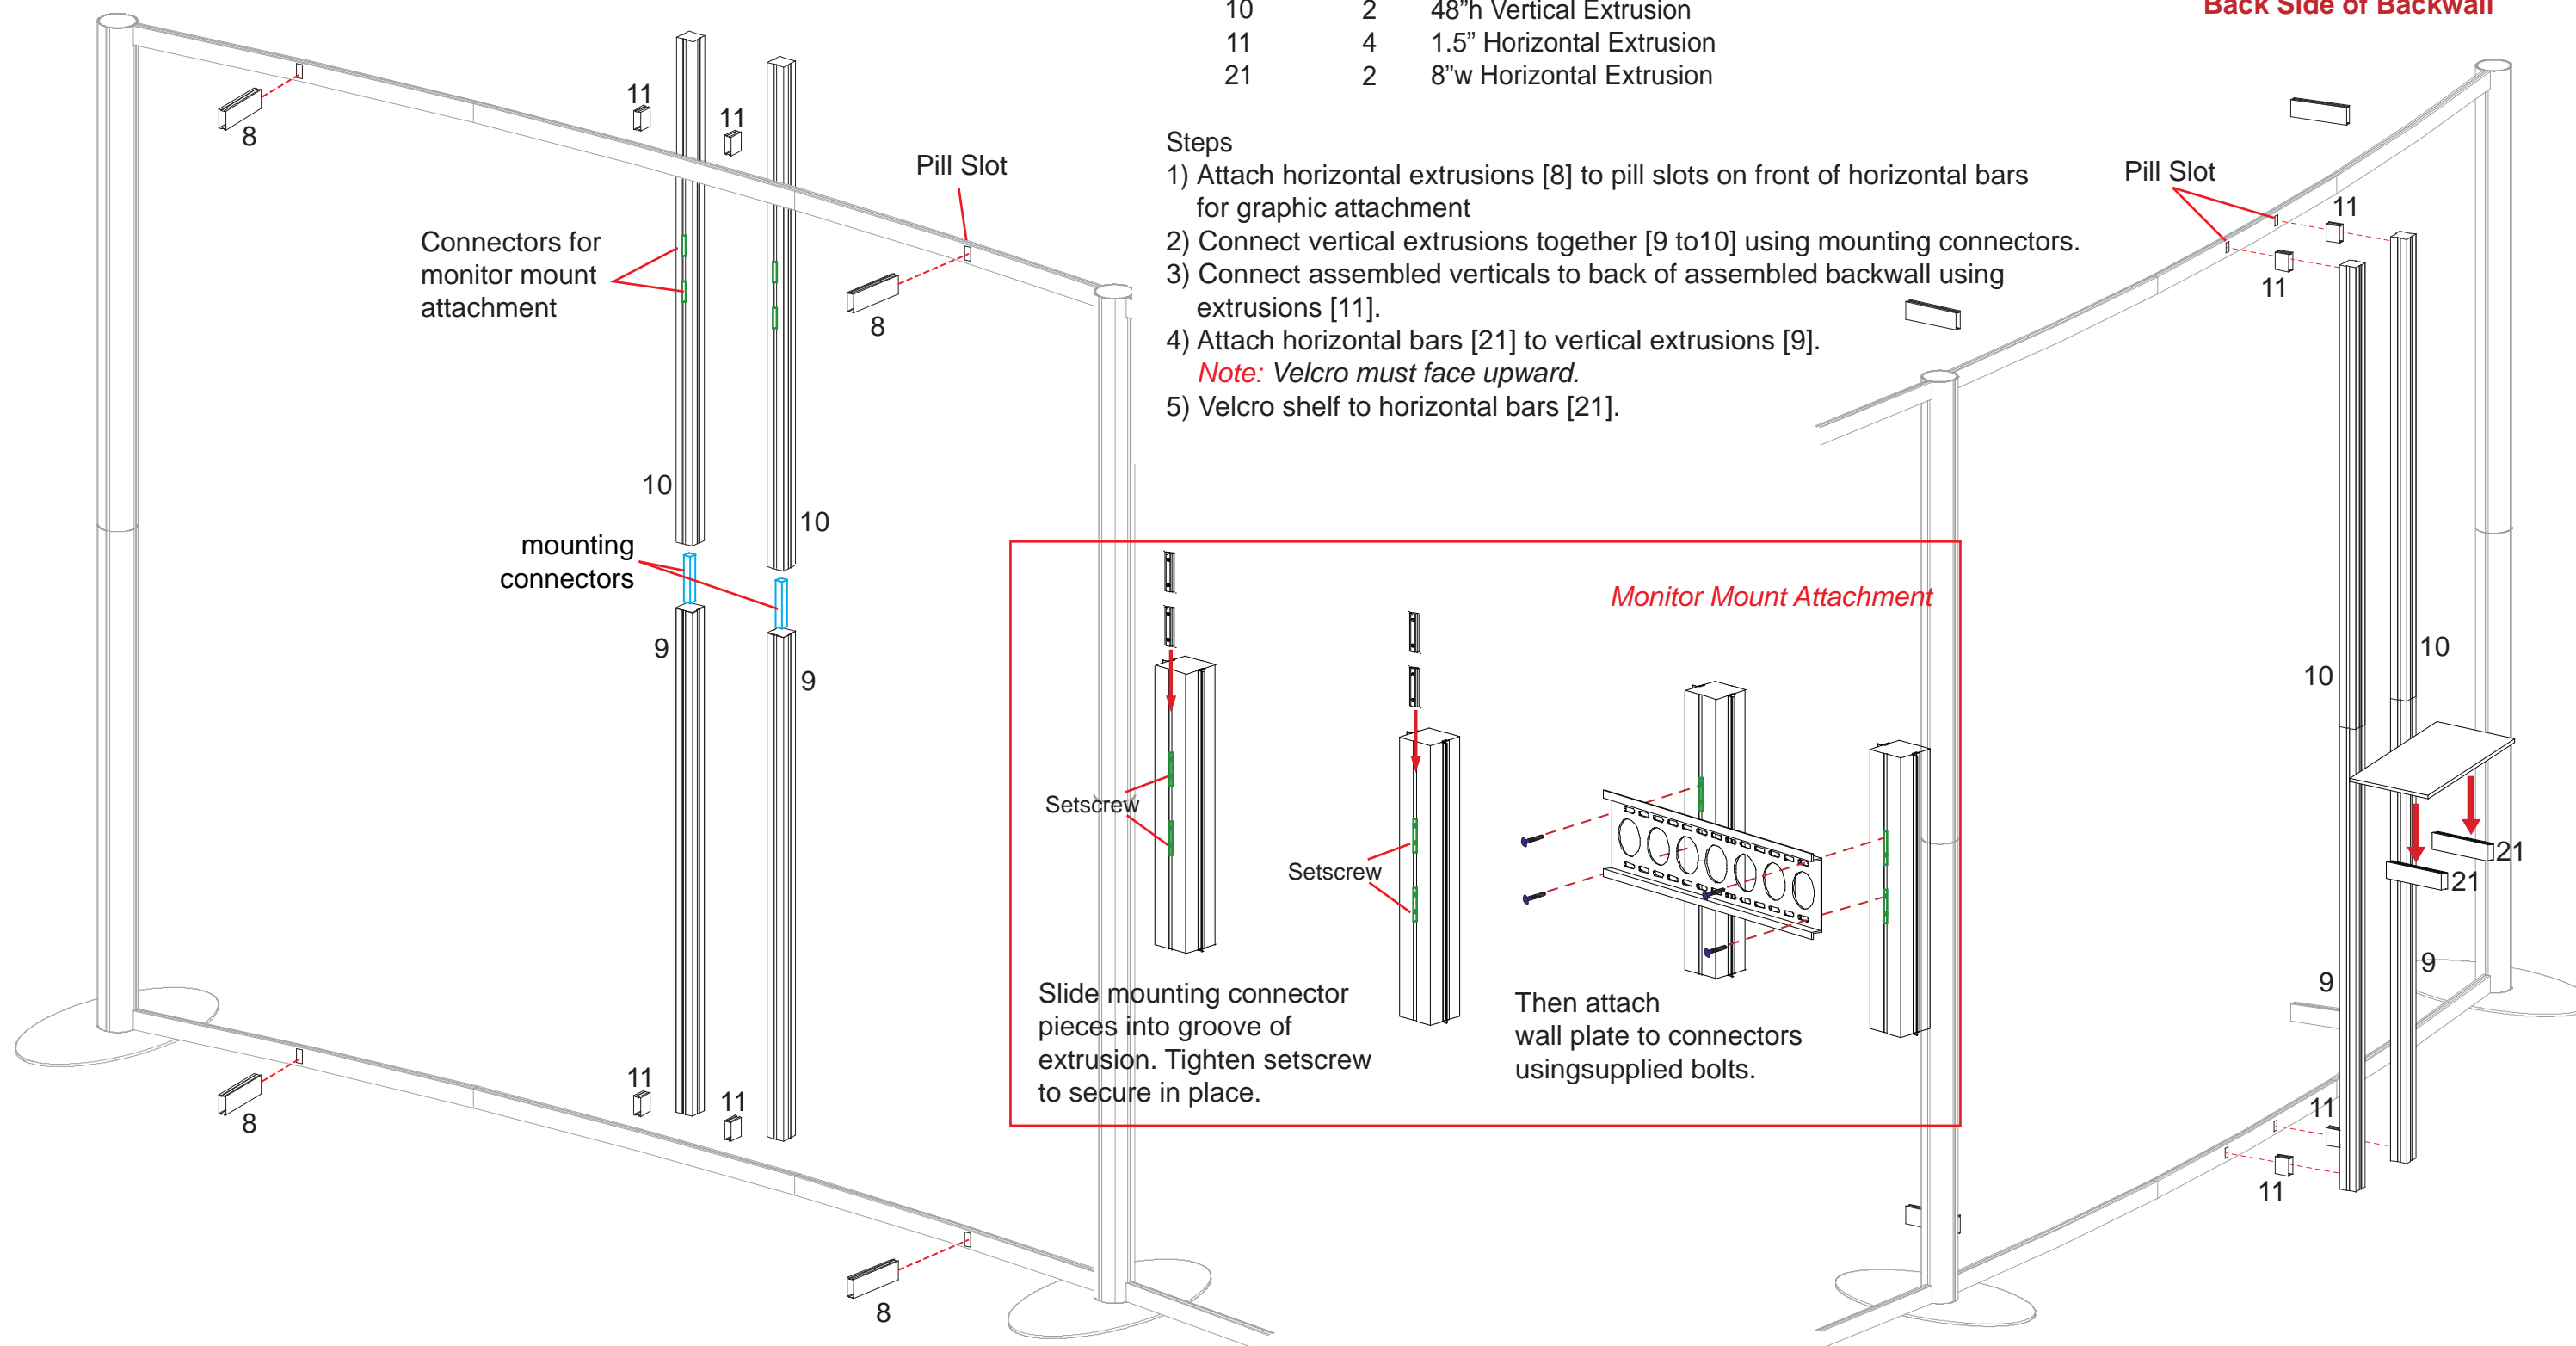 10 2 48”h Vertical Extrusion
11 4 1.5” Horizontal Extrusion
21 2 8”w Horizontal Extrusion
Back Side of Backwall
Steps
1) Attach horizontal extrusions [8] to pill slots on front of horizontal bars
for graphic attachment
2) Connect vertical extrusions together [9 to10] using mounting connectors.
3) Connect assembled verticals to back of assembled backwall using
extrusions [11].
4) Attach horizontal bars [21] to vertical extrusions [9].
Note: Velcro must face upward.
5) Velcro shelf to horizontal bars [21].
8
11
11
Pill Slot
Connectors for
monitor mount
attachment
8
10
10
mounting
connectors
9
9
11
11
8
8
Monitor Mount Attachment
Setscrew
Setscrew
Slide mounting connector
pieces into groove of
extrusion. Tighten setscrew
to secure in place.
Then attach
wall plate to connectors
usingsupplied bolts.
Pill Slot
11
11
10
10
21
21
9
9
11
11